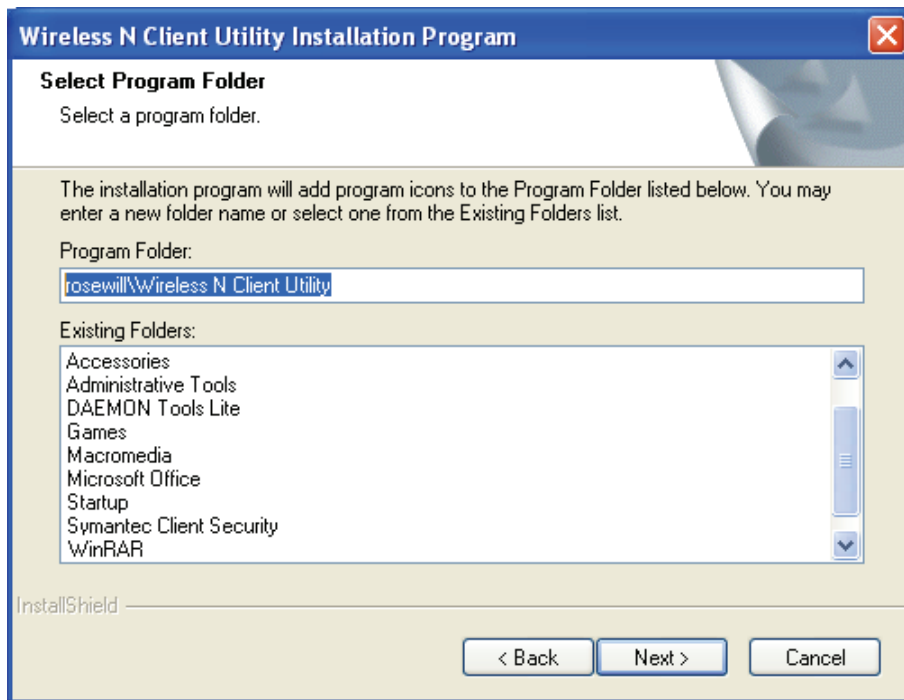 Wireless N Client Utility Installation Program
Select Program Folder
Select a program folder.
The installation program will add program icons to the Program Folder listed below. You may
enter a new folder name or select one from the Existing Folders list.
Program Folder:
rosewill\Wireless N Client Utility
Existing Folders:
Accessories
Administrative Tools
DAEMON Tools Lite
Games
Macromedia
Microsoft Office
Startup
Symantec Client Security
WinRAR
InstallShield
< Back
Next >
Cancel